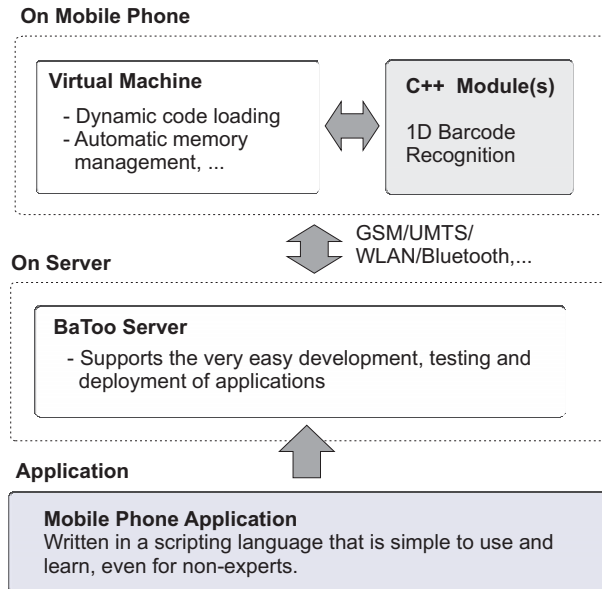 On Mobile Phone
Virtual Machine
- Dynamic code loading
- Automatic memory
management, ...
C++ Module(s)
1D Barcode
Recognition
GSM/UMTS/
WLAN/Bluetooth,...
On Server
BaToo Server
- Supports the very easy development, testing and
deployment of applications
Application
Mobile Phone Application
Written in a scripting language that is simple to use and
learn, even for non-experts.